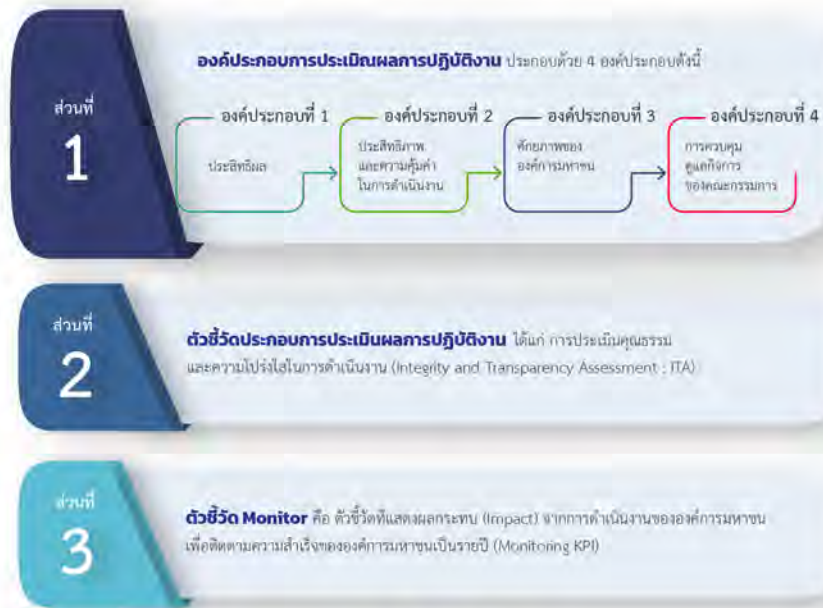 ส่วนที่
1
องค์ประกอบการประเมิณผลการปฏิบัติงาน ประกอบด้วย 4 องค์ประกอบดังนี้
องค์ประกอบที่ 1
ประสิทธิผล
องค์ประกอบที่ 2
ประสิทธิภาพ
และความคุ้มค่า
ในการดำเนินงาน
องค์ประกอบที่ 3
ศักยภาพของ
องค์การมหาชน
องค์ประกอบที่ 4
การควบคุม
ดูแลกิจการ
ของคณะกรรมการ
ส่วนที่
2
ตัวชี้วัดประกอบการประเมินผลการปฏิบัติงาน ได้แก่ การประเมินคุณธรรม
และความโปร่งใสในการดำเนินงาน (Integrity and Transparency Assessment : ITA)
ส่วนที่
3
ตัวชี้วัด Monitor คือ ตัวชี้วัดที่แสดงผลกระทบ (Impact) จากการดำเนินงานขององค์การมหาชน
เพื่อติดตามความสำเร็จขององค์การมหาชนเป็นรายปี (Monitoring KPI)